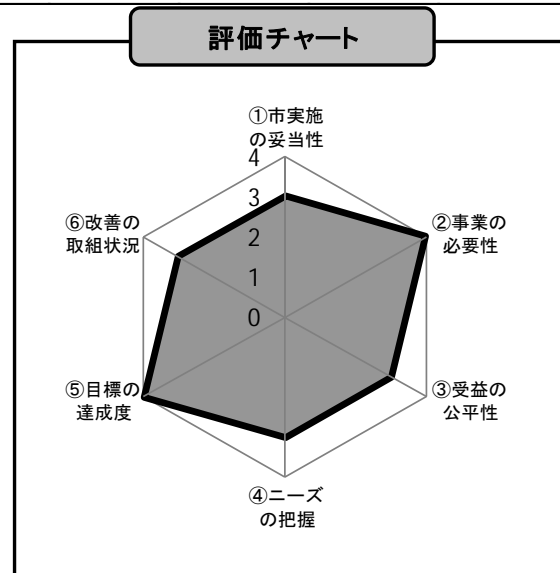 評価チャート
①市実施
の妥当性
4
3
2
1
0
②事業の
必要性
③受益の
公平性
④ニーズ
の把握
⑤目標の
達成度
⑥改善の
取組状況